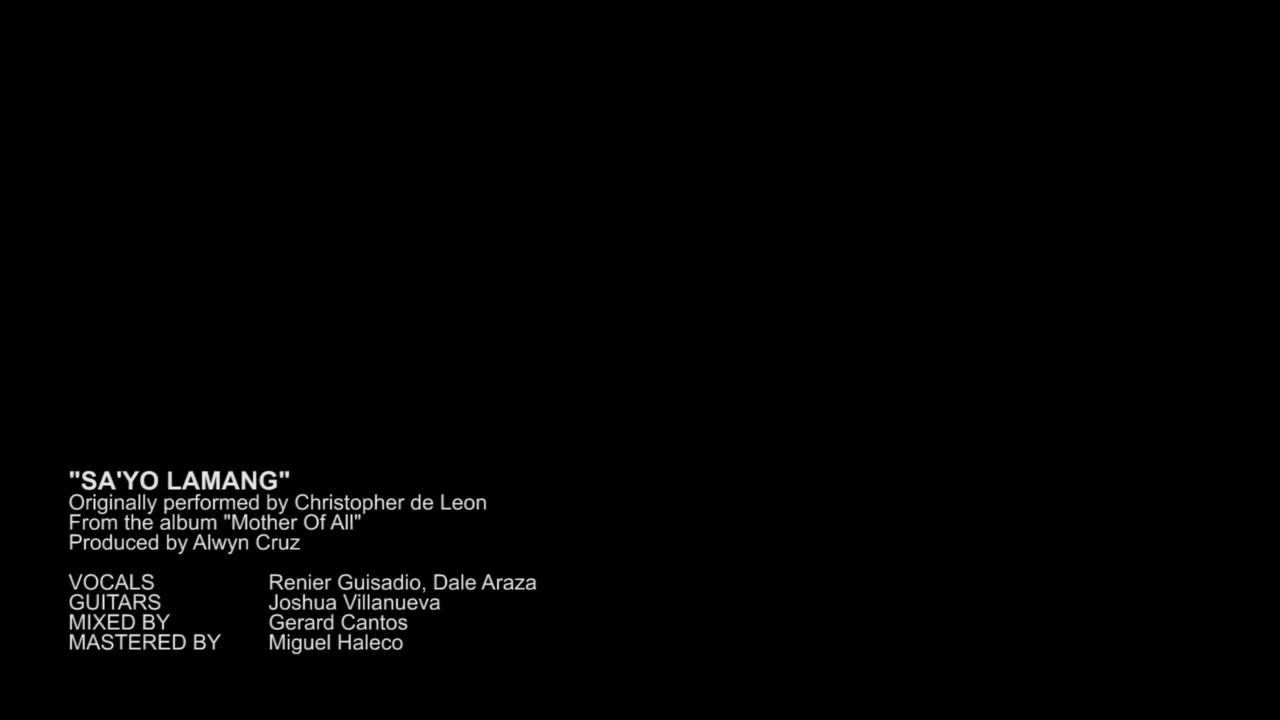 "SA'YO LAMANG"
Originally performed by Christopher de Leon
From the album "Mother Of All"
Produced by Alwyn Cruz
VOCALS Renier Guisadio, Dale Araza
GUITARS Joshua Villanueva
MIXED BY Gerard Cantos
MASTERED BY Miguel Haleco